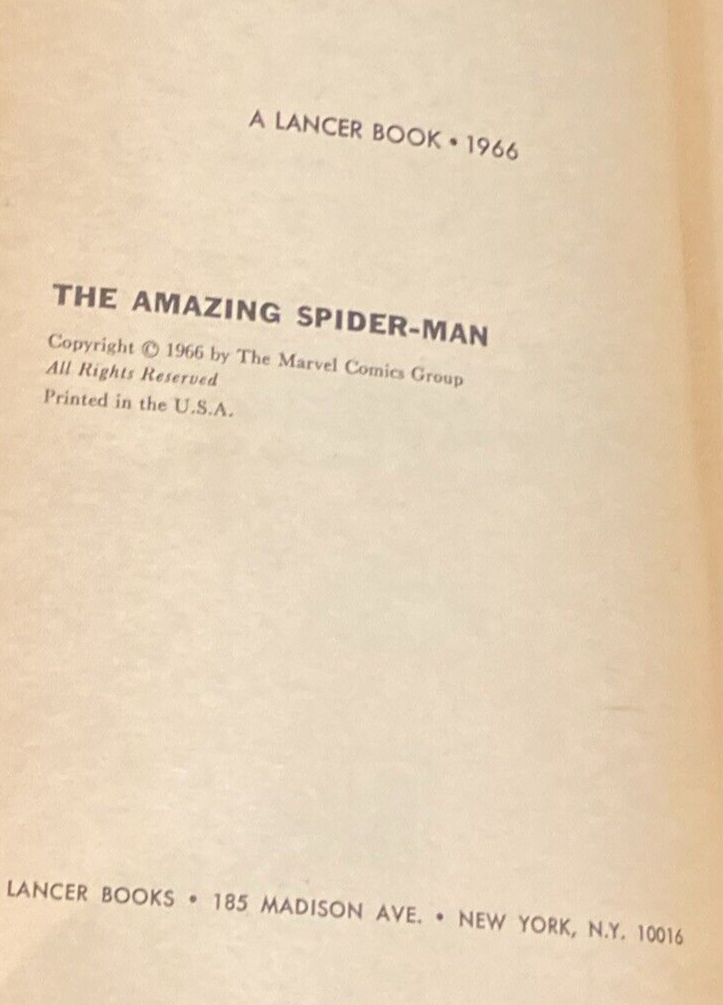 A LANCER BOOK • 1966
THE AMAZING SPIDER-MAN
Copyright © 1966 by The Marvel Comics Group
All Rights Reserved
Printed in the U.S.A.
LANCER BOOKS • 185 MADISON AVE. • NEW YORK, N.Y. 10016